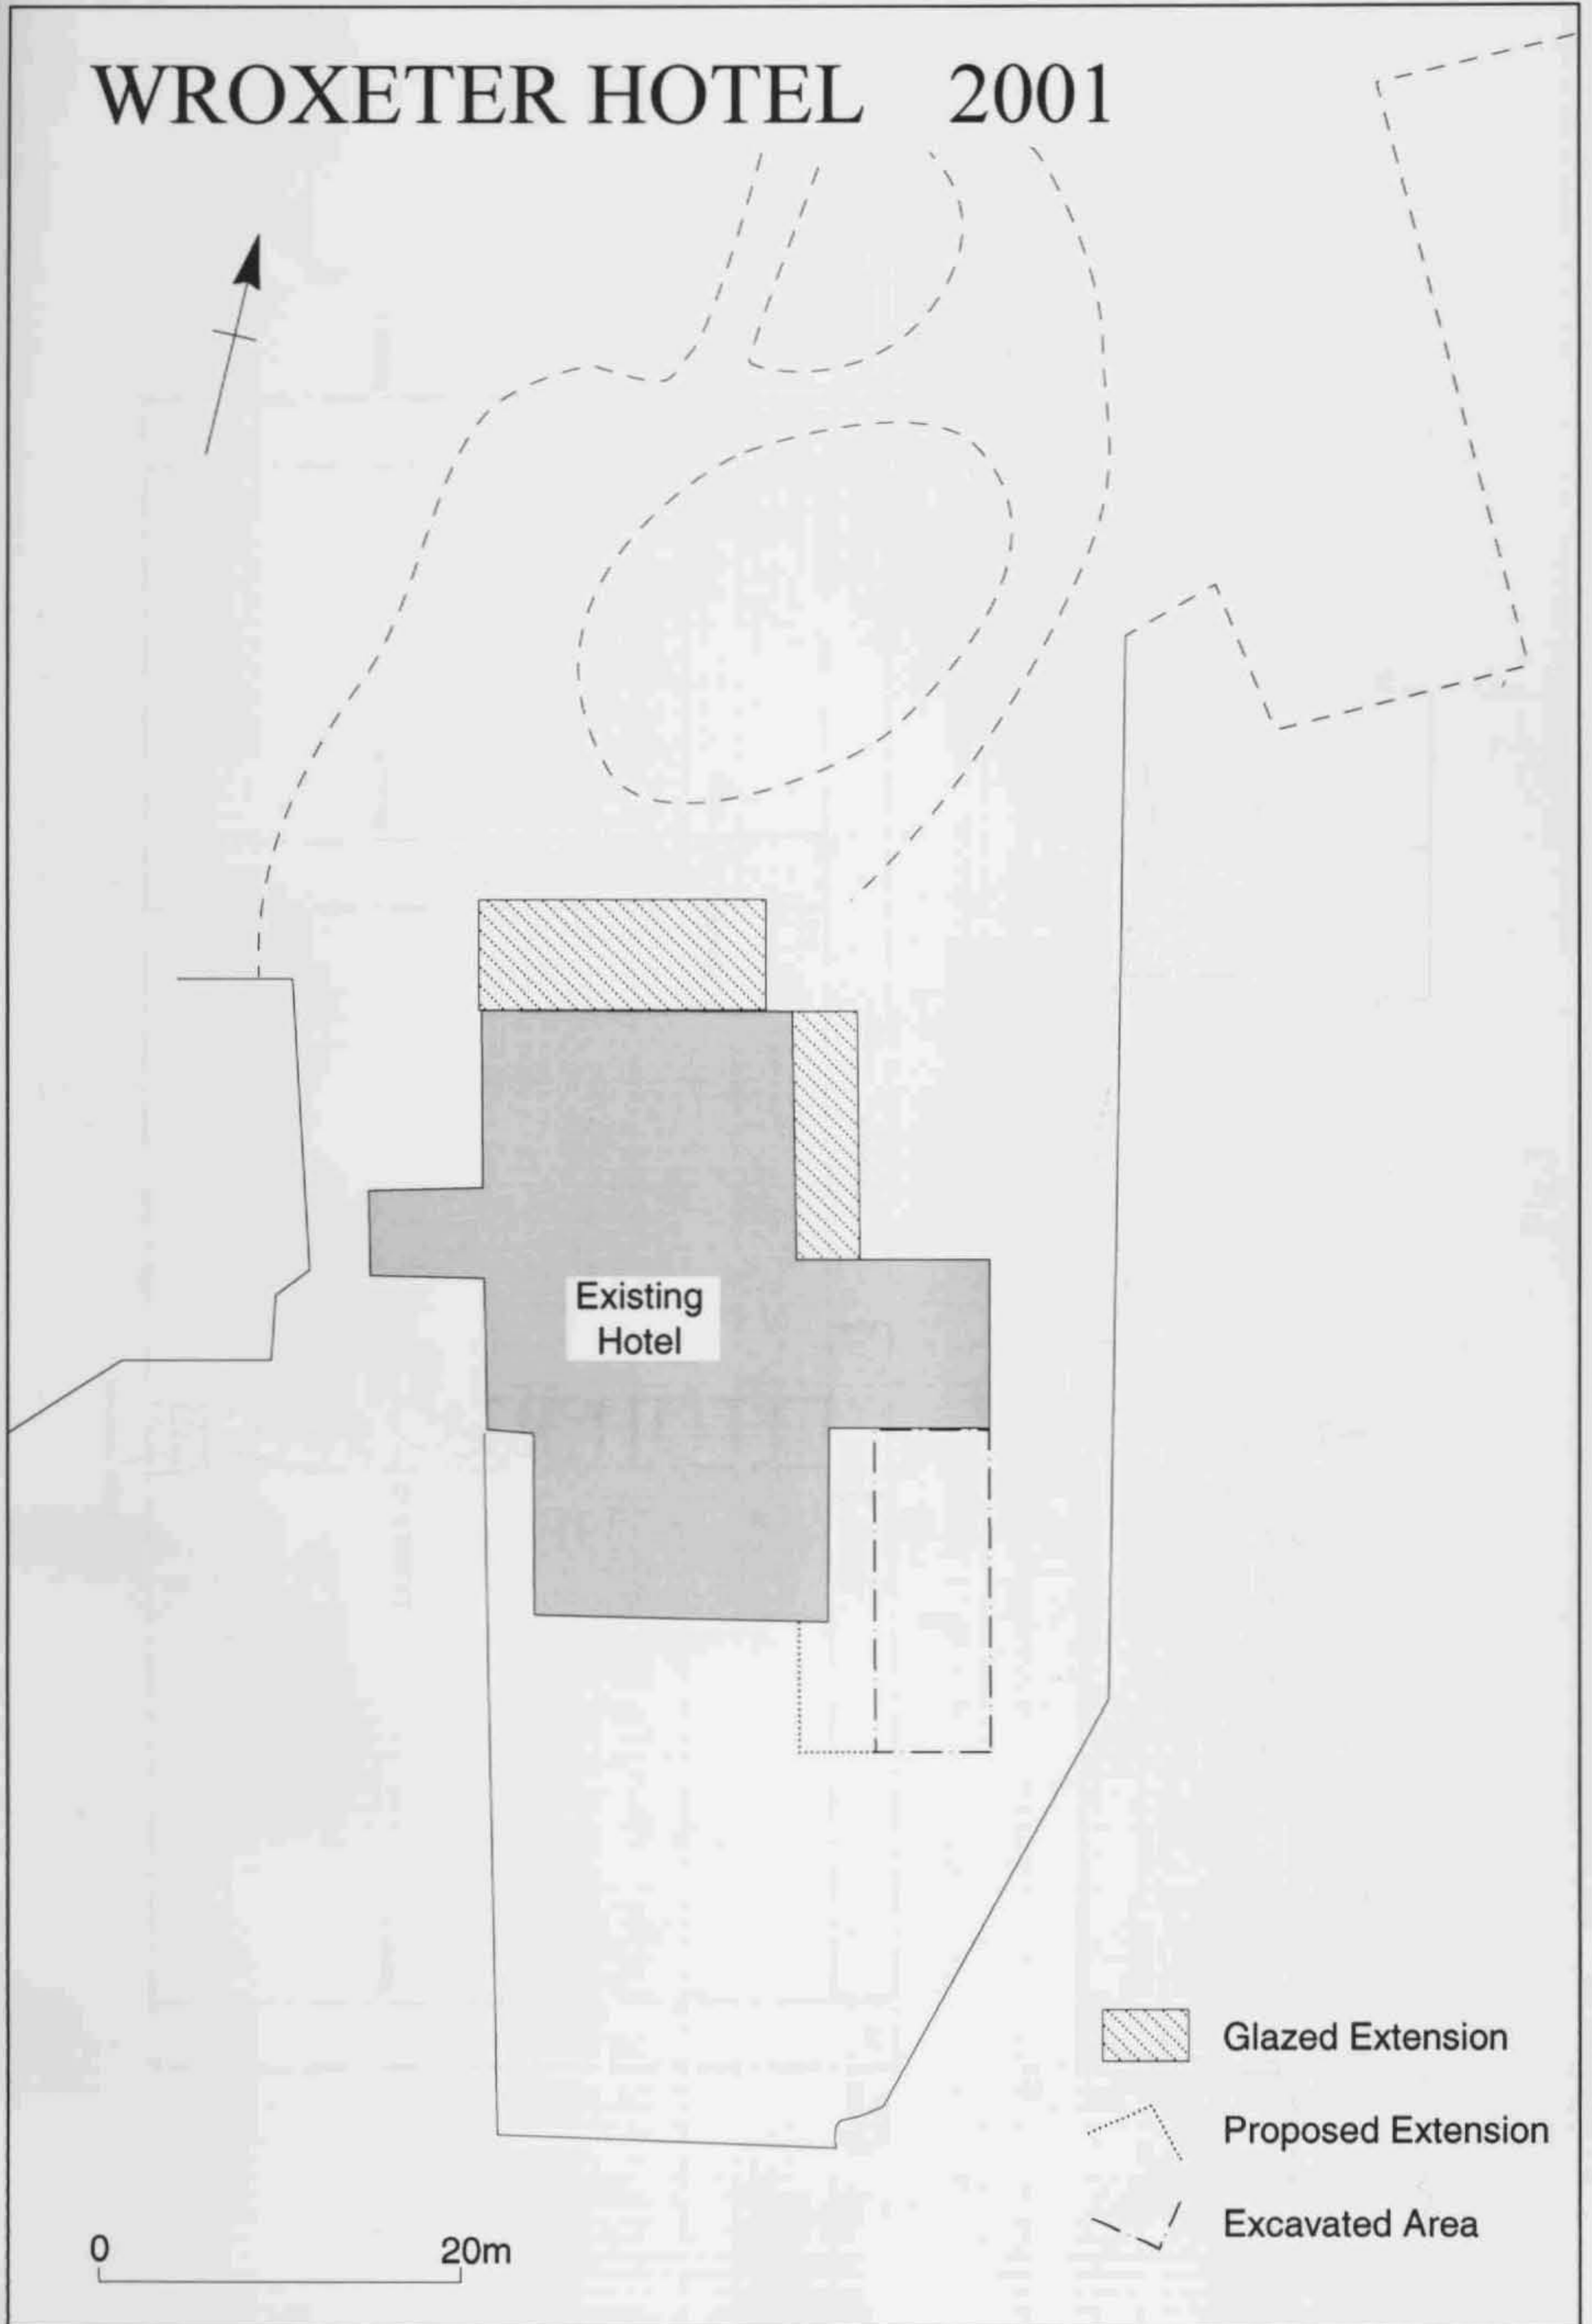 WROXETER HOTEL 2001
Existing
Hotel
Glazed Extension
Proposed Extension
Excavated Area
0 20m